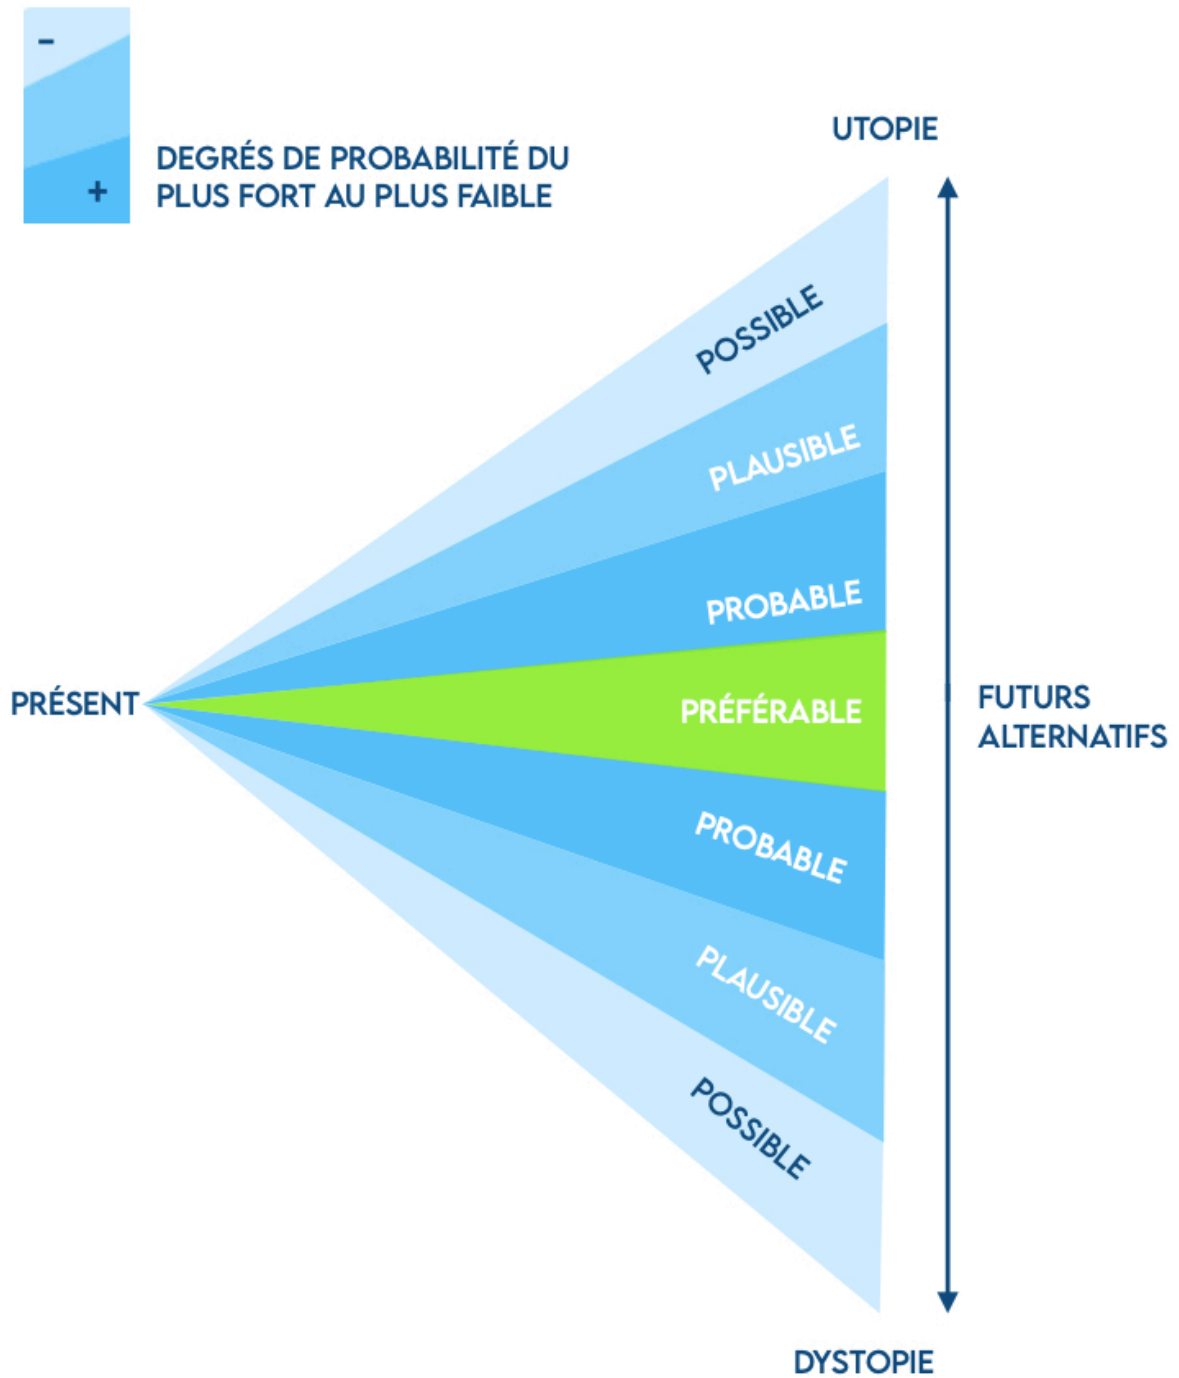 -
+
DEGRÉS DE PROBABILITÉ DU
PLUS FORT AU PLUS FAIBLE
UTOPIE
POSSIBLE
PLAUSIBLE
PROBABLE
PRÉSENT
PRÉFÉRABLE
FUTURS
ALTERNATIFS
PROBABLE
PLAUSIBLE
POSSIBLE
DYSTOPIE